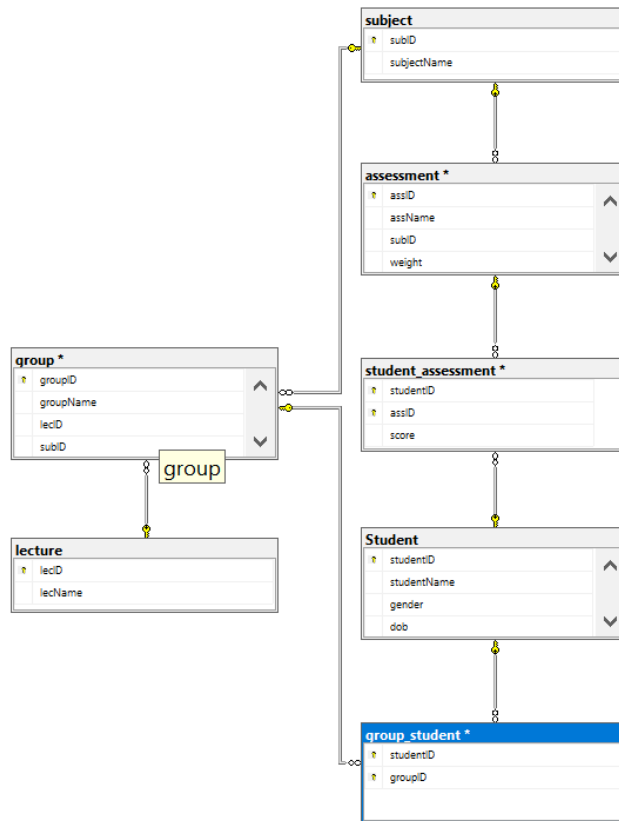 subject
subID
subjectName
assessment *
assID
assName
subID
weight
group *
groupID
groupName
lecID
subID
group
student_assessment *
studentID
assID
score
lecture
lecID
lecName
Student
studentID
studentName
gender
dob
group_student *
studentID
groupID